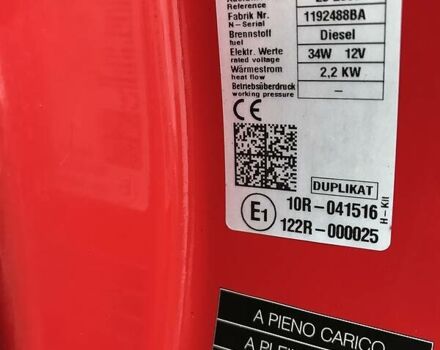 Reference
Fabrik Nr. 1192488BA
N - Serial
Brennstoff Diesel
fuel
Elektr. Werte 34W 12V
rated voltage
Wärmestrom 2,2 KW
heat flow
Betriebsüberdruck –
working pressure
CE
DUPLIKAT
E1 10R-041516
122R-000025
H-Kit
A PIENO CARICO